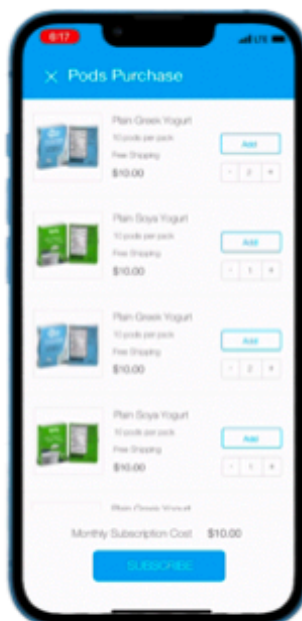 6:17
LTE
× Pods Purchase
Plain Greek Yogurt
10 pods per pack
Free Shipping
$10.00
Add
- 2 +
Plain Soya Yogurt
10 pods per pack
Free Shipping
$10.00
Add
- 1 +
Plain Greek Yogurt
10 pods per pack
Free Shipping
$10.00
Add
- 2 +
Plain Soya Yogurt
10 pods per pack
Free Shipping
$10.00
Add
- 1 +
Plain Greek Yogurt
Monthly Subscription Cost $10.00
SUBSCRIBE